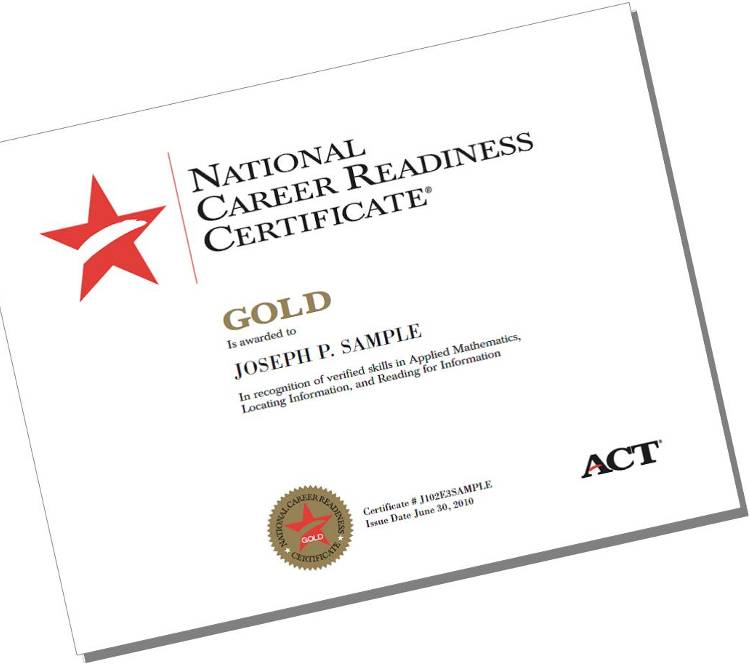 NATIONAL
CAREER READINESS
CERTIFICATE®
GOLD
Is awarded to
JOSEPH P. SAMPLE
In recognition of verified skills in Applied Mathematics,
Locating Information, and Reading for Information
ACT®
Certificate # J102E3SAMPLE
Issue Date June 30, 2010
NATIONAL CAREER READINESS
GOLD
CERTIFICATE